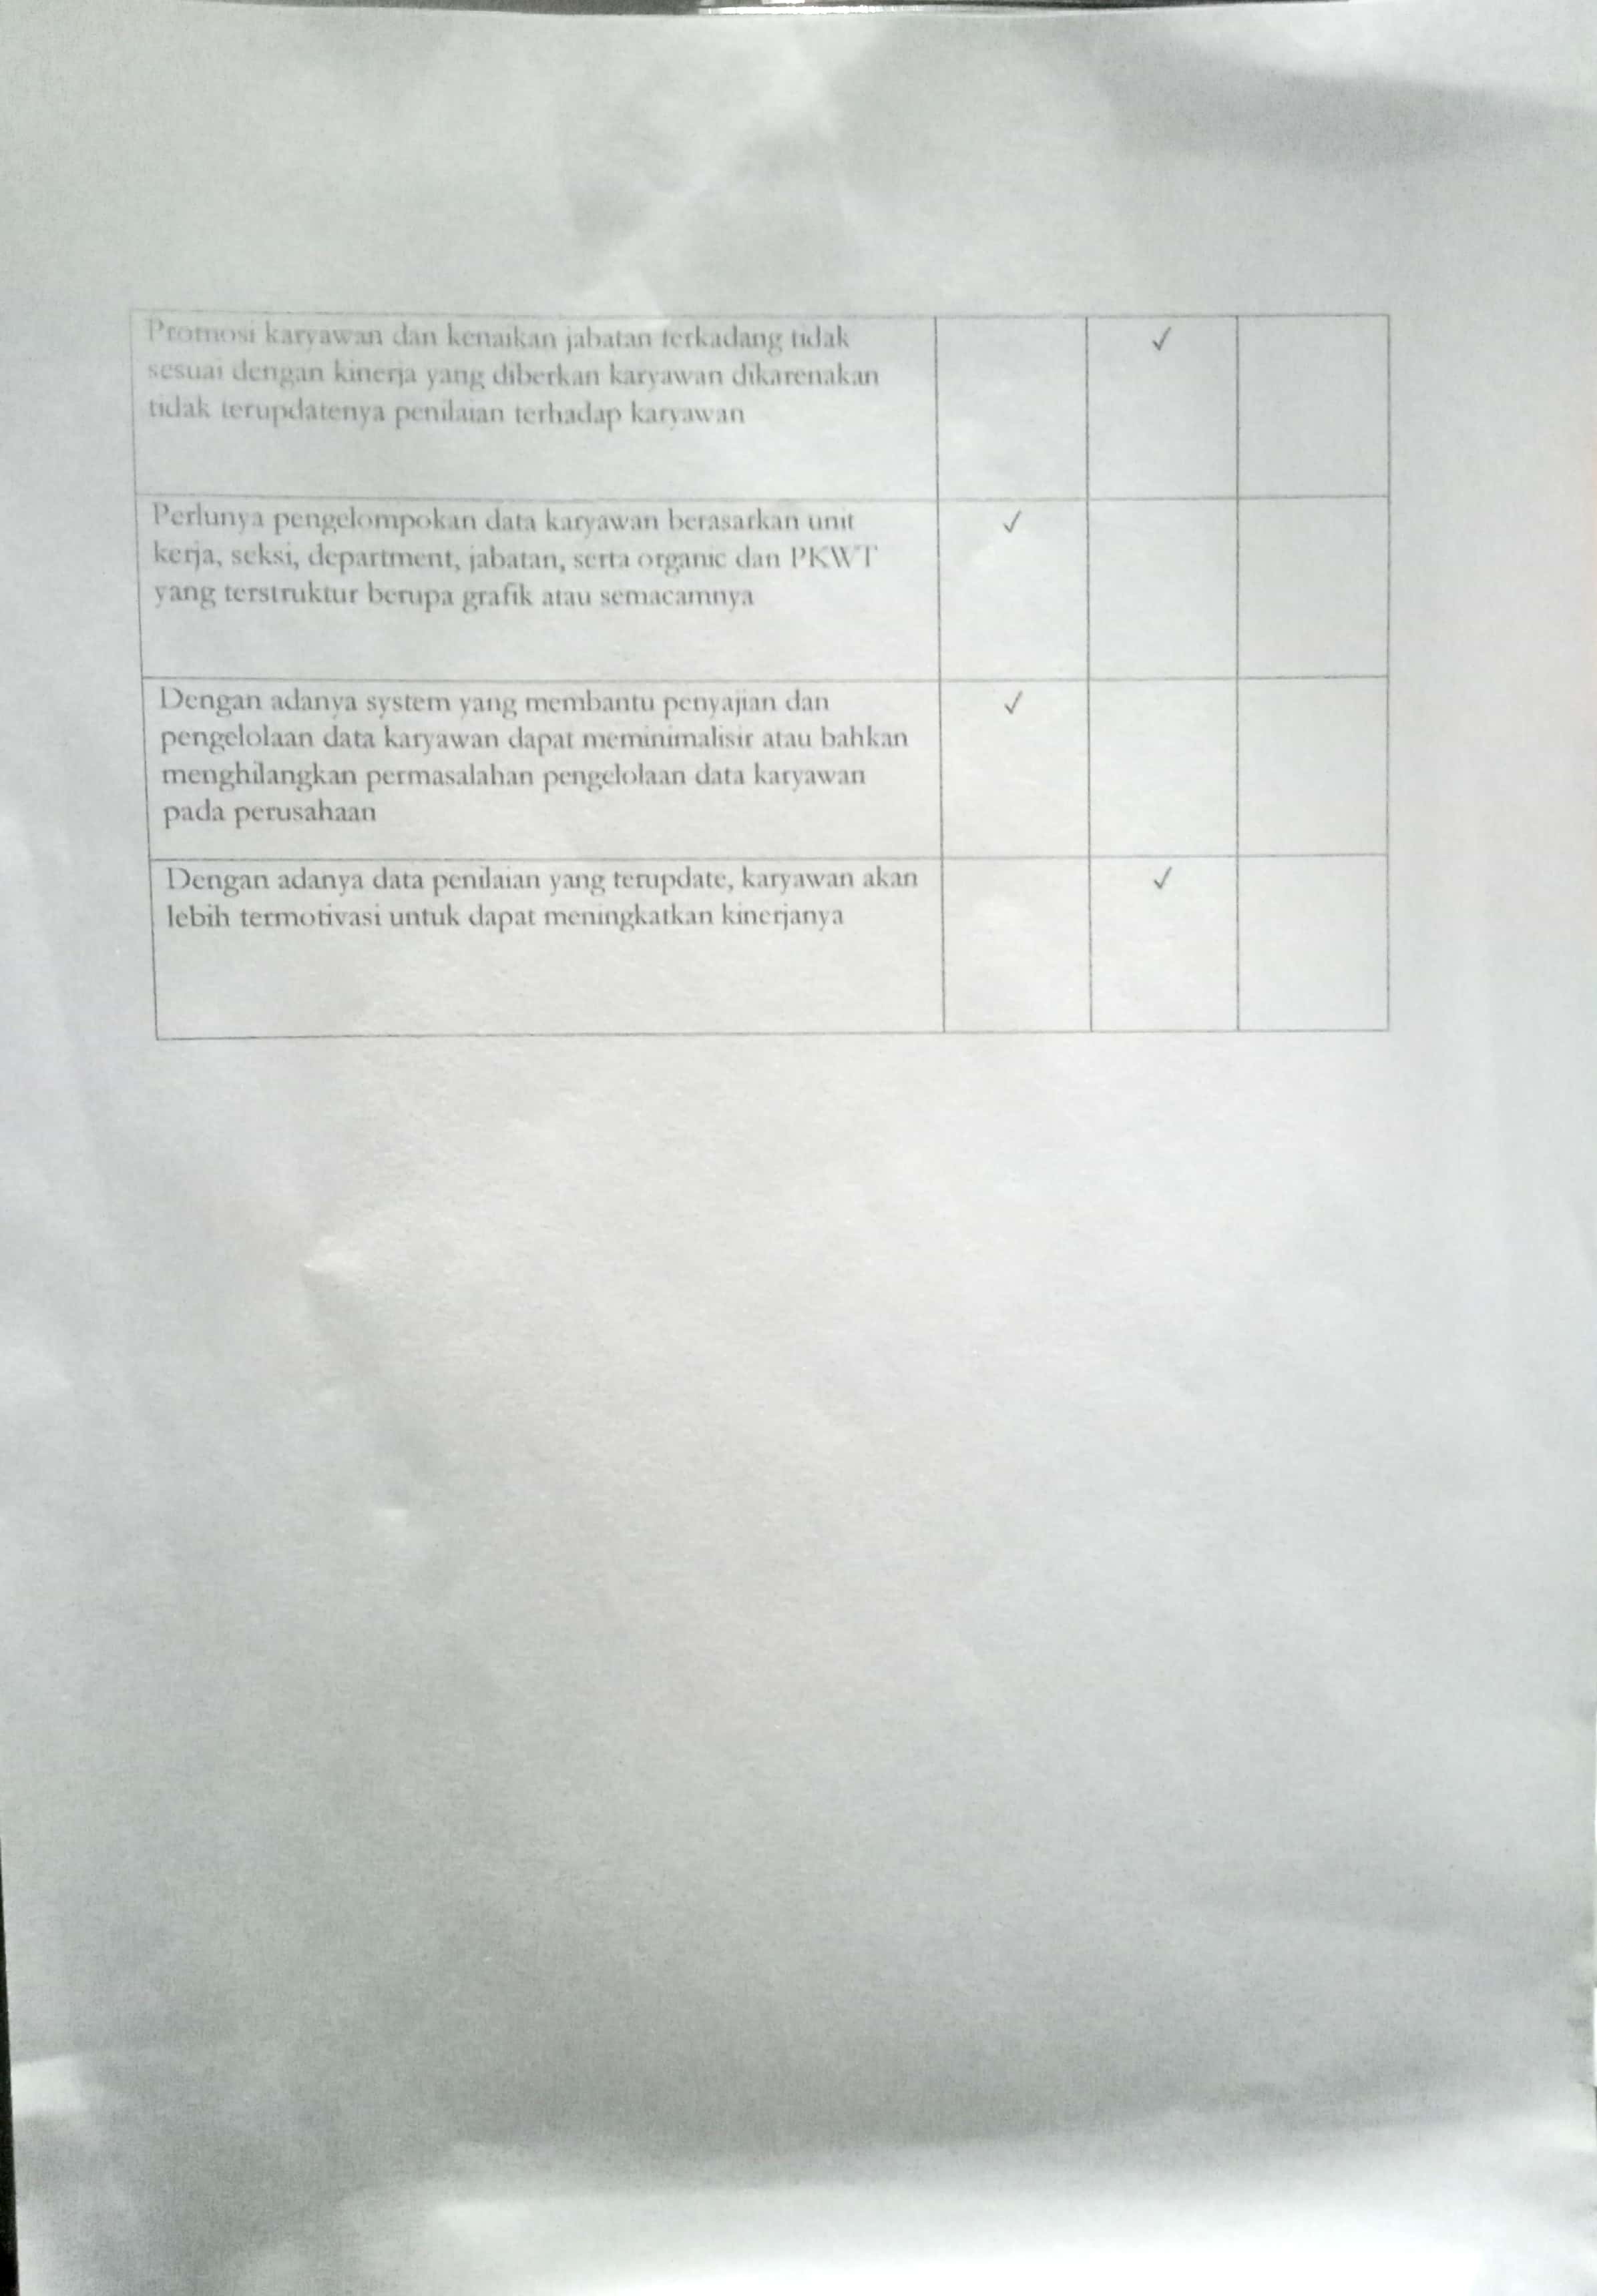 Promosi karyawan dan kenaikan jabatan terkadang tidak
sesuai dengan kinerja yang diberkan karyawan dikarenakan
tidak terupdatenya penilaian terhadap karyawan
✓
Perlunya pengelompokan data karyawan berasarkan unit
kerja, seksi, department, jabatan, serta organic dan PKWT
yang terstruktur berupa grafik atau semacamnya
✓
Dengan adanya system yang membantu penyajian dan
pengelolaan data karyawan dapat meminimalisir atau bahkan
menghilangkan permasalahan pengelolaan data karyawan
pada perusahaan
✓
Dengan adanya data penilaian yang terupdate, karyawan akan
lebih termotivasi untuk dapat meningkatkan kinerjanya
✓